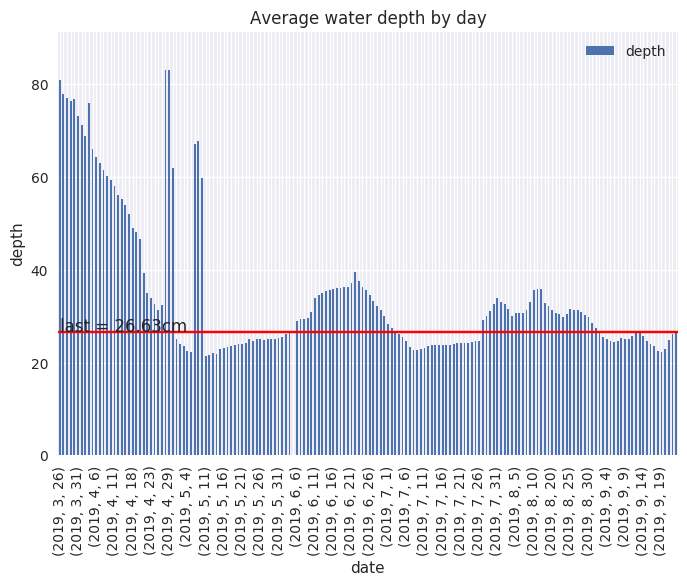 Average water depth by day
depth
80
60
40
20
0
depth
last = 26.63cm
(2019, 3, 26)
(2019, 3, 31)
(2019, 4, 6)
(2019, 4, 11)
(2019, 4, 18)
(2019, 4, 23)
(2019, 4, 29)
(2019, 5, 4)
(2019, 5, 11)
(2019, 5, 16)
(2019, 5, 21)
(2019, 5, 26)
(2019, 5, 31)
(2019, 6, 6)
(2019, 6, 11)
(2019, 6, 16)
(2019, 6, 21)
(2019, 6, 26)
(2019, 7, 1)
(2019, 7, 6)
(2019, 7, 11)
(2019, 7, 16)
(2019, 7, 21)
(2019, 7, 26)
(2019, 7, 31)
(2019, 8, 5)
(2019, 8, 10)
(2019, 8, 20)
(2019, 8, 25)
(2019, 8, 30)
(2019, 9, 4)
(2019, 9, 9)
(2019, 9, 14)
(2019, 9, 19)
date